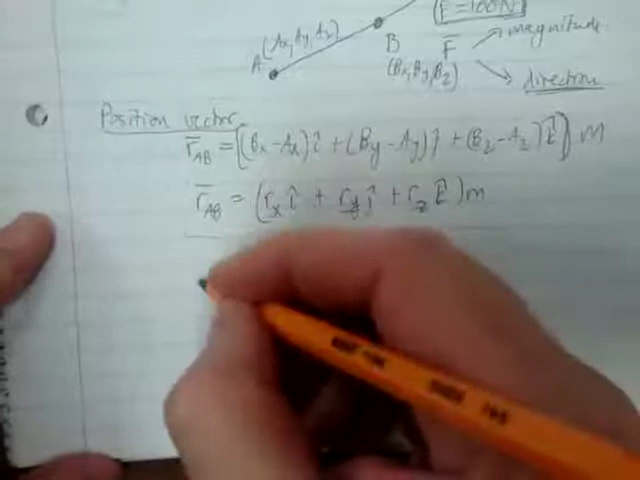 F = 100N
(Ax, Ay, Az)
magnitude
A
B
F̅
(Bx, By, Bz)
direction
Position vector
r̅AB = ((Bx-Ax)î + (By-Ay)ĵ + (Bz-Az)k̂) m
r̅AB = (rx î + ry ĵ + rz k̂) m